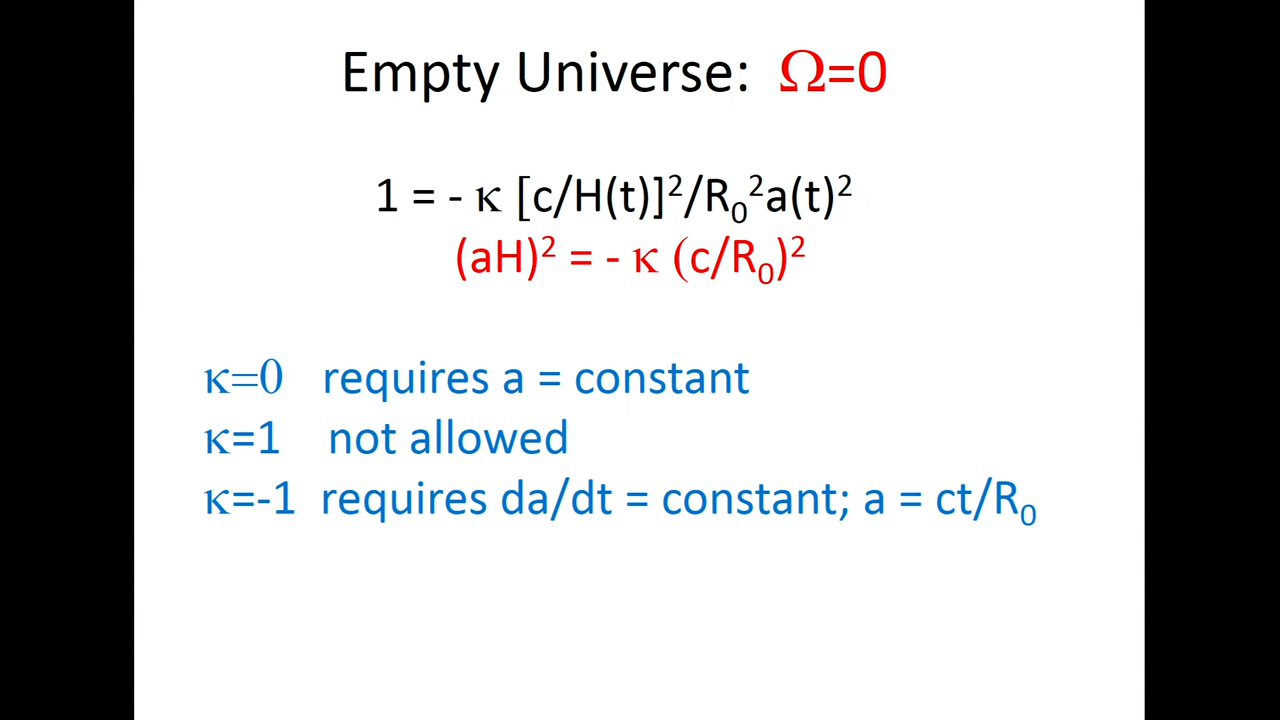 Empty Universe: Ω=0
1 = - κ [c/H(t)]²/R₀²a(t)²
(aH)² = - κ (c/R₀)²
κ=0 requires a = constant
κ=1 not allowed
κ=-1 requires da/dt = constant; a = ct/R₀